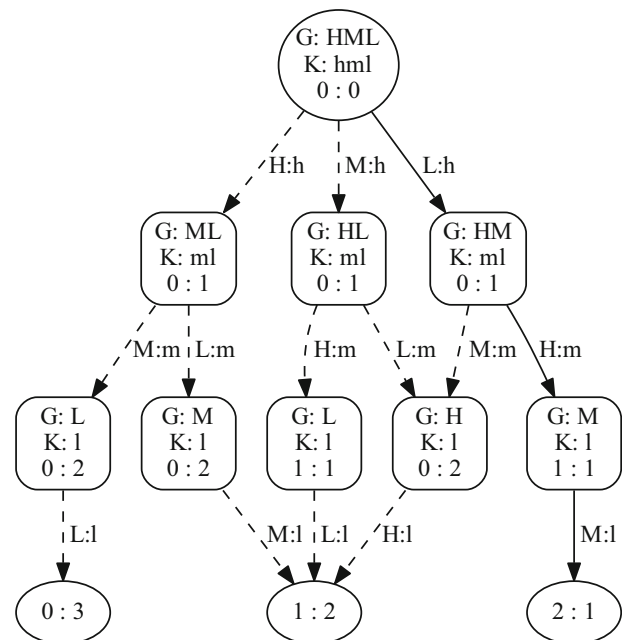 G: HML
K: hml
0 : 0
H:h
M:h
L:h
G: ML
K: ml
0 : 1
G: HL
K: ml
0 : 1
G: HM
K: ml
0 : 1
M:m
L:m
H:m
L:m
M:m
H:m
G: L
K: l
0 : 2
G: M
K: l
0 : 2
G: L
K: l
1 : 1
G: H
K: l
0 : 2
G: M
K: l
1 : 1
L:l
M:l
L:l
H:l
M:l
0 : 3
1 : 2
2 : 1